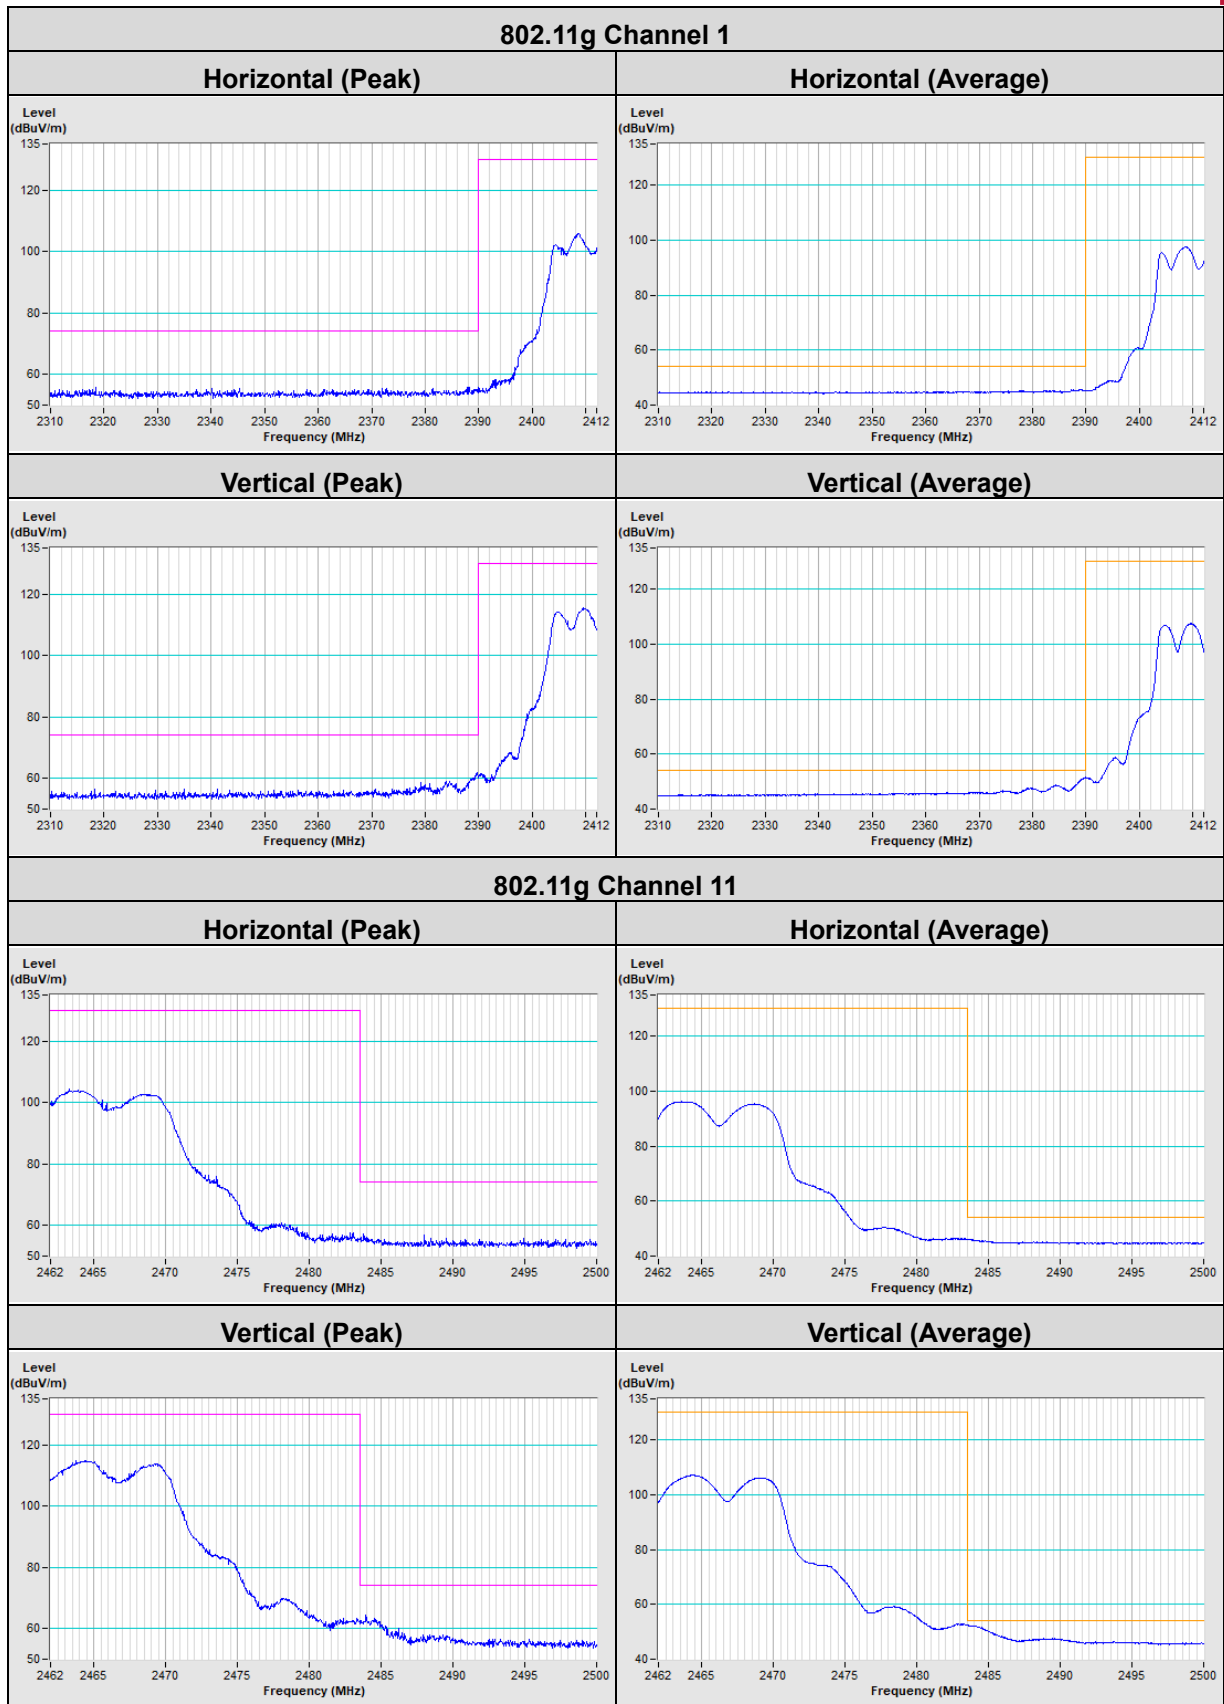 802.11g Channel 1
Horizontal (Peak)
Horizontal (Average)
Level
(dBuV/m)
135
120
100
80
60
50
2310 2320 2330 2340 2350 2360 2370 2380 2390 2400 2412
Frequency (MHz)
Level
(dBuV/m)
135
120
100
80
60
40
2310 2320 2330 2340 2350 2360 2370 2380 2390 2400 2412
Frequency (MHz)
Vertical (Peak)
Vertical (Average)
Level
(dBuV/m)
135
120
100
80
60
50
2310 2320 2330 2340 2350 2360 2370 2380 2390 2400 2412
Frequency (MHz)
Level
(dBuV/m)
135
120
100
80
60
40
2310 2320 2330 2340 2350 2360 2370 2380 2390 2400 2412
Frequency (MHz)
802.11g Channel 11
Horizontal (Peak)
Horizontal (Average)
Level
(dBuV/m)
135
120
100
80
60
50
2462 2465 2470 2475 2480 2485 2490 2495 2500
Frequency (MHz)
Level
(dBuV/m)
135
120
100
80
60
40
2462 2465 2470 2475 2480 2485 2490 2495 2500
Frequency (MHz)
Vertical (Peak)
Vertical (Average)
Level
(dBuV/m)
135
120
100
80
60
50
2462 2465 2470 2475 2480 2485 2490 2495 2500
Frequency (MHz)
Level
(dBuV/m)
135
120
100
80
60
40
2462 2465 2470 2475 2480 2485 2490 2495 2500
Frequency (MHz)